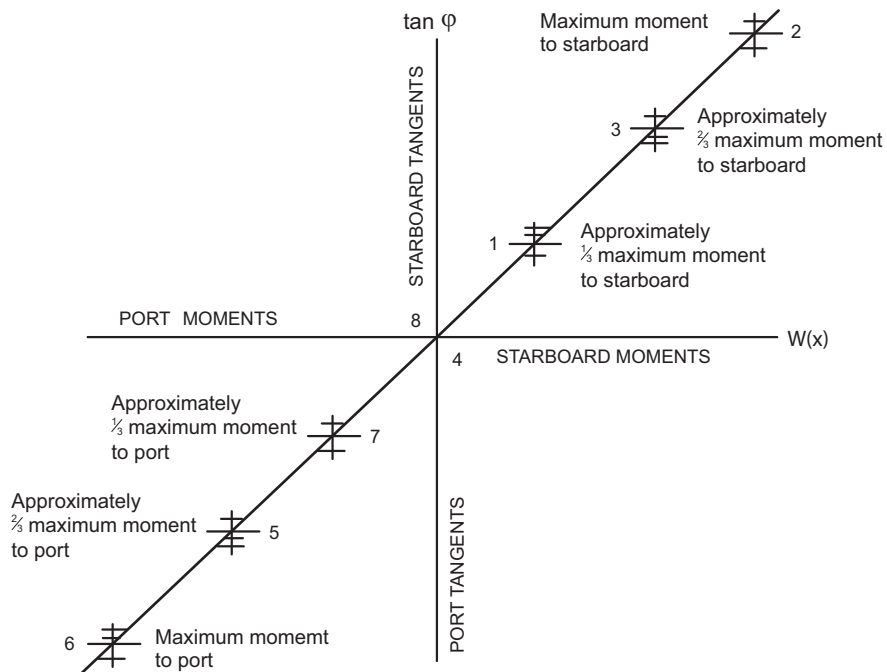 tan φ
Maximum moment
to starboard
2
STARBOARD TANGENTS
3
Approximately
⅔ maximum moment
to starboard
1
Approximately
⅓ maximum moment
to starboard
PORT MOMENTS
8
W(x)
4
STARBOARD MOMENTS
Approximately
⅓ maximum moment
to port
7
Approximately
⅔ maximum moment
to port
5
PORT TANGENTS
6
Maximum momemt
to port